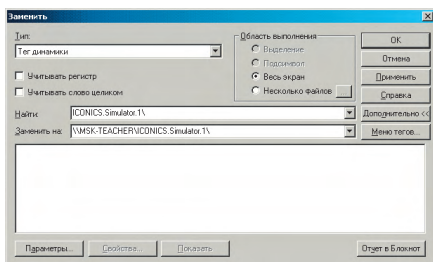 Заменить
Тип:
Тег динамики
Учитывать регистр
Учитывать слово целиком
Область выполнения
Выделение
Подсимвол
Весь экран
Несколько файлов
OK
Отмена
Применить
Справка
Найти: ICONICS.Simulator.1\
Дополнительно <<
Заменить на: \\MSK-TEACHER\ICONICS.Simulator.1\
Меню тегов...
Параметры...
Свойства...
Показать
Отчет в Блокнот